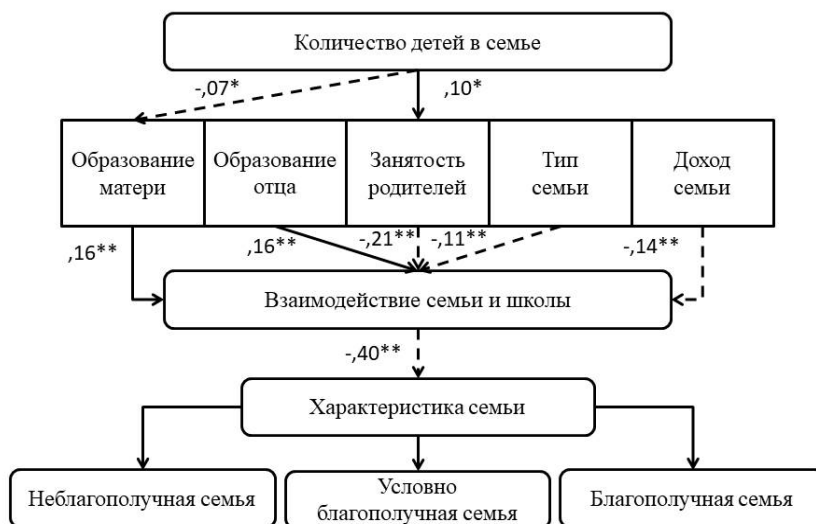 Количество детей в семье
-,07*
,10*
Образование
матери
Образование
отца
Занятость
родителей
Тип
семьи
Доход
семьи
,16**
,16**
-,21**
-,11**
-,14**
Взаимодействие семьи и школы
-,40**
Характеристика семьи
Неблагополучная семья
Условно
благополучная семья
Благополучная семья